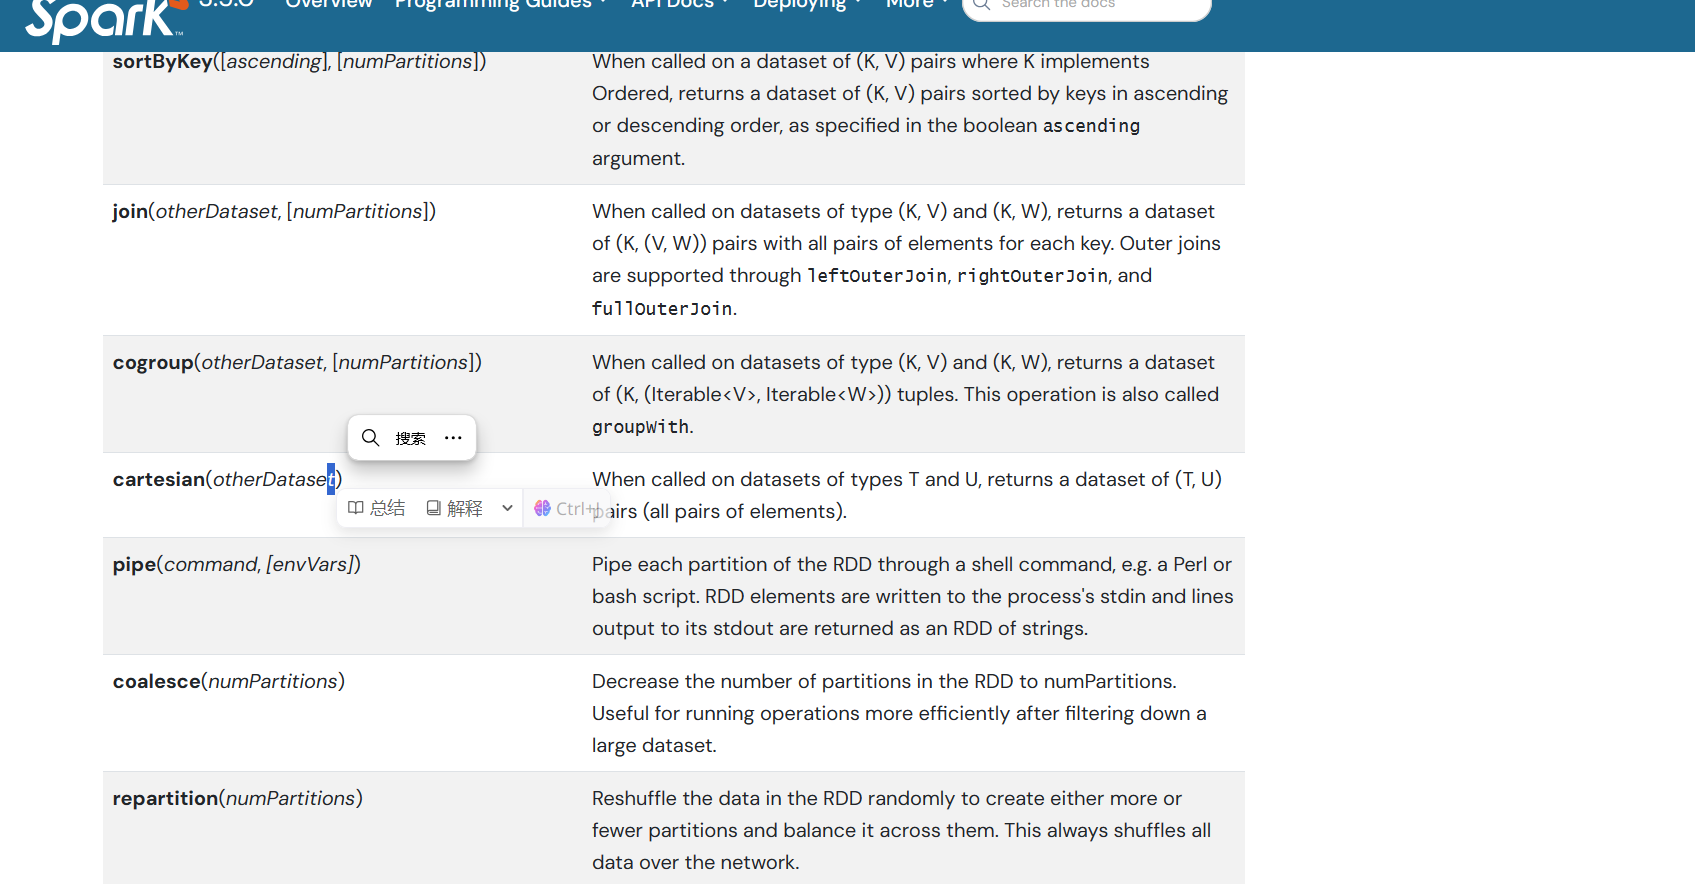 Spark™ 3.5.0 Overview Programming Guides API Docs Deploying More Search the docs
sortByKey([ascending], [numPartitions])
When called on a dataset of (K, V) pairs where K implements
Ordered, returns a dataset of (K, V) pairs sorted by keys in ascending
or descending order, as specified in the boolean ascending
argument.
join(otherDataset, [numPartitions])
When called on datasets of type (K, V) and (K, W), returns a dataset
of (K, (V, W)) pairs with all pairs of elements for each key. Outer joins
are supported through leftOuterJoin, rightOuterJoin, and
fullOuterJoin.
cogroup(otherDataset, [numPartitions])
When called on datasets of type (K, V) and (K, W), returns a dataset
of (K, (Iterable<V>, Iterable<W>)) tuples. This operation is also called
groupWith.
搜索 ···
cartesian(otherDataset)
When called on datasets of types T and U, returns a dataset of (T, U)
pairs (all pairs of elements).
总结 解释
pipe(command, [envVars])
Pipe each partition of the RDD through a shell command, e.g. a Perl or
bash script. RDD elements are written to the process's stdin and lines
output to its stdout are returned as an RDD of strings.
coalesce(numPartitions)
Decrease the number of partitions in the RDD to numPartitions.
Useful for running operations more efficiently after filtering down a
large dataset.
repartition(numPartitions)
Reshuffle the data in the RDD randomly to create either more or
fewer partitions and balance it across them. This always shuffles all
data over the network.